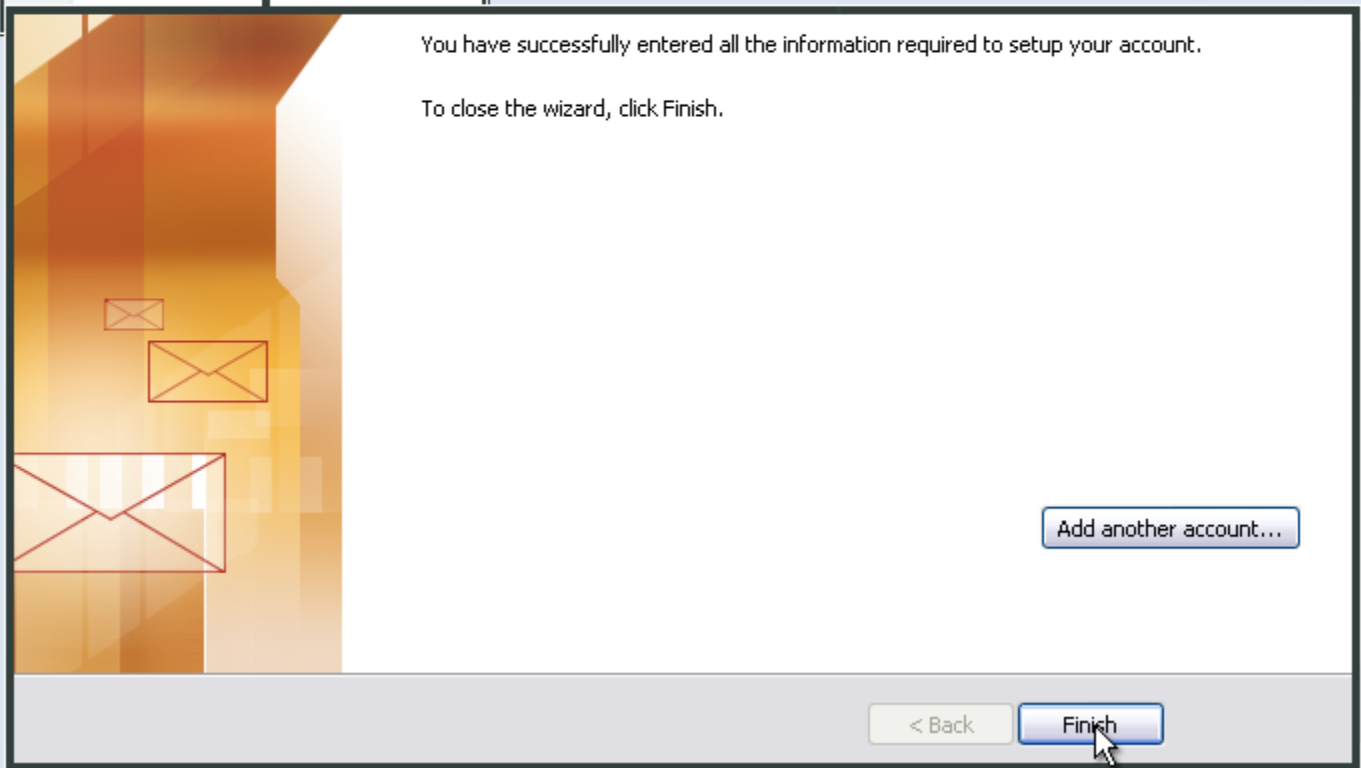 You have successfully entered all the information required to setup your account.
To close the wizard, click Finish.
Add another account...
< Back
Finish